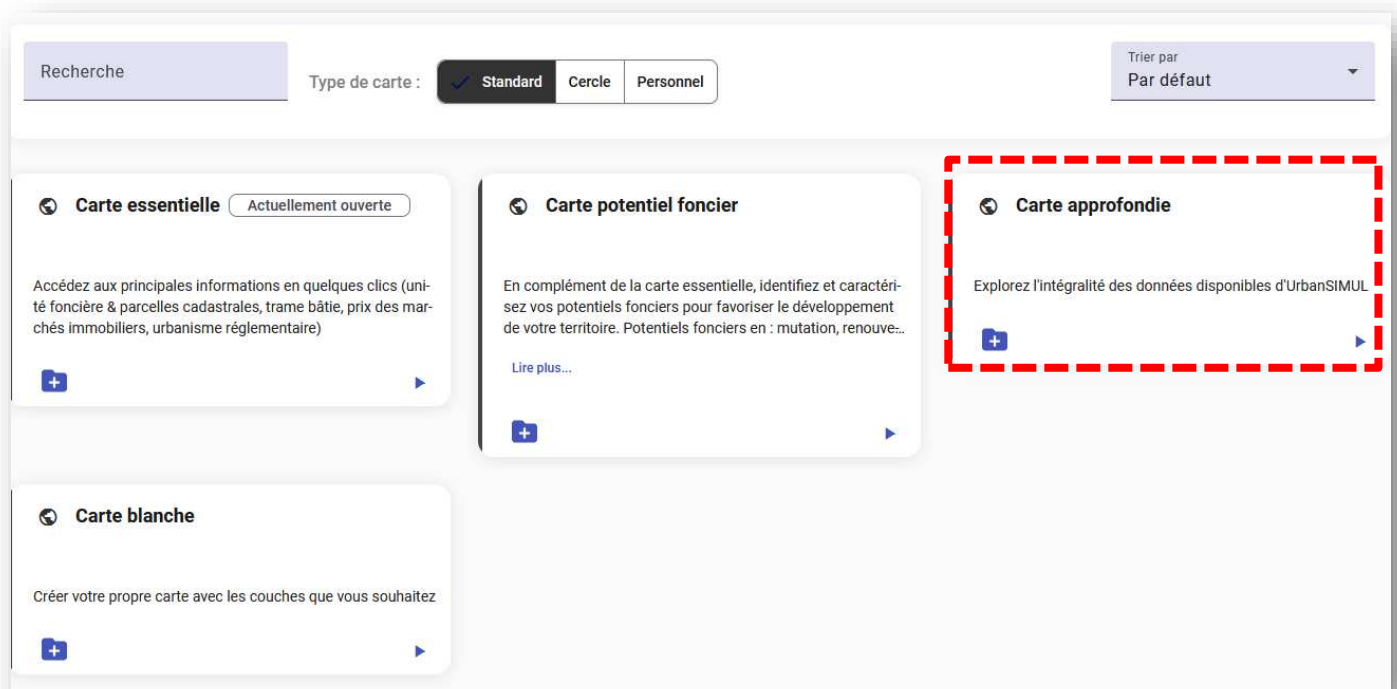 Recherche
Type de carte :
Standard
Cercle
Personnel
Trier par
Par défaut
Carte essentielle
Actuellement ouverte
Accédez aux principales informations en quelques clics (uni-
té foncière & parcelles cadastrales, trame bâtie, prix des mar-
chés immobiliers, urbanisme réglementaire)
Carte potentiel foncier
En complément de la carte essentielle, identifiez et caractéri-
sez vos potentiels fonciers pour favoriser le développement
de votre territoire. Potentiels fonciers en : mutation, renouve...
Lire plus...
Carte approfondie
Explorez l'intégralité des données disponibles d'UrbanSIMUL
Carte blanche
Créer votre propre carte avec les couches que vous souhaitez